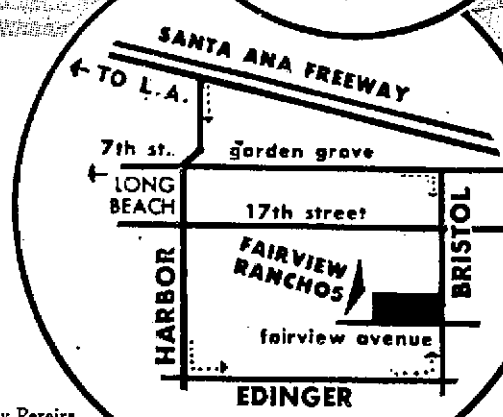 SANTA ANA FREEWAY
← TO L.A.
7th st.. garden grove
← LONG
BEACH
17th street
HARBOR
BRISTOL
FAIRVIEW
RANCHOS
fairview avenue
EDINGER
Pereira